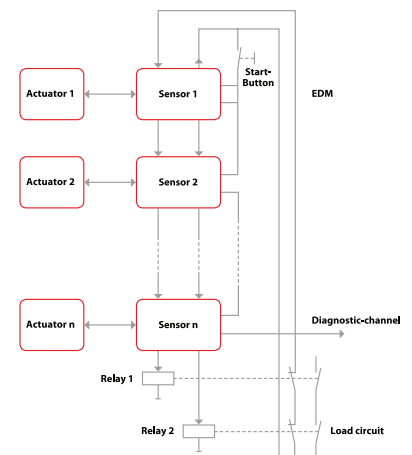 Start-
Button
Actuator 1
Sensor 1
EDM
Actuator 2
Sensor 2
Actuator n
Sensor n
Diagnostic-channel
Relay 1
Relay 2
Load circuit